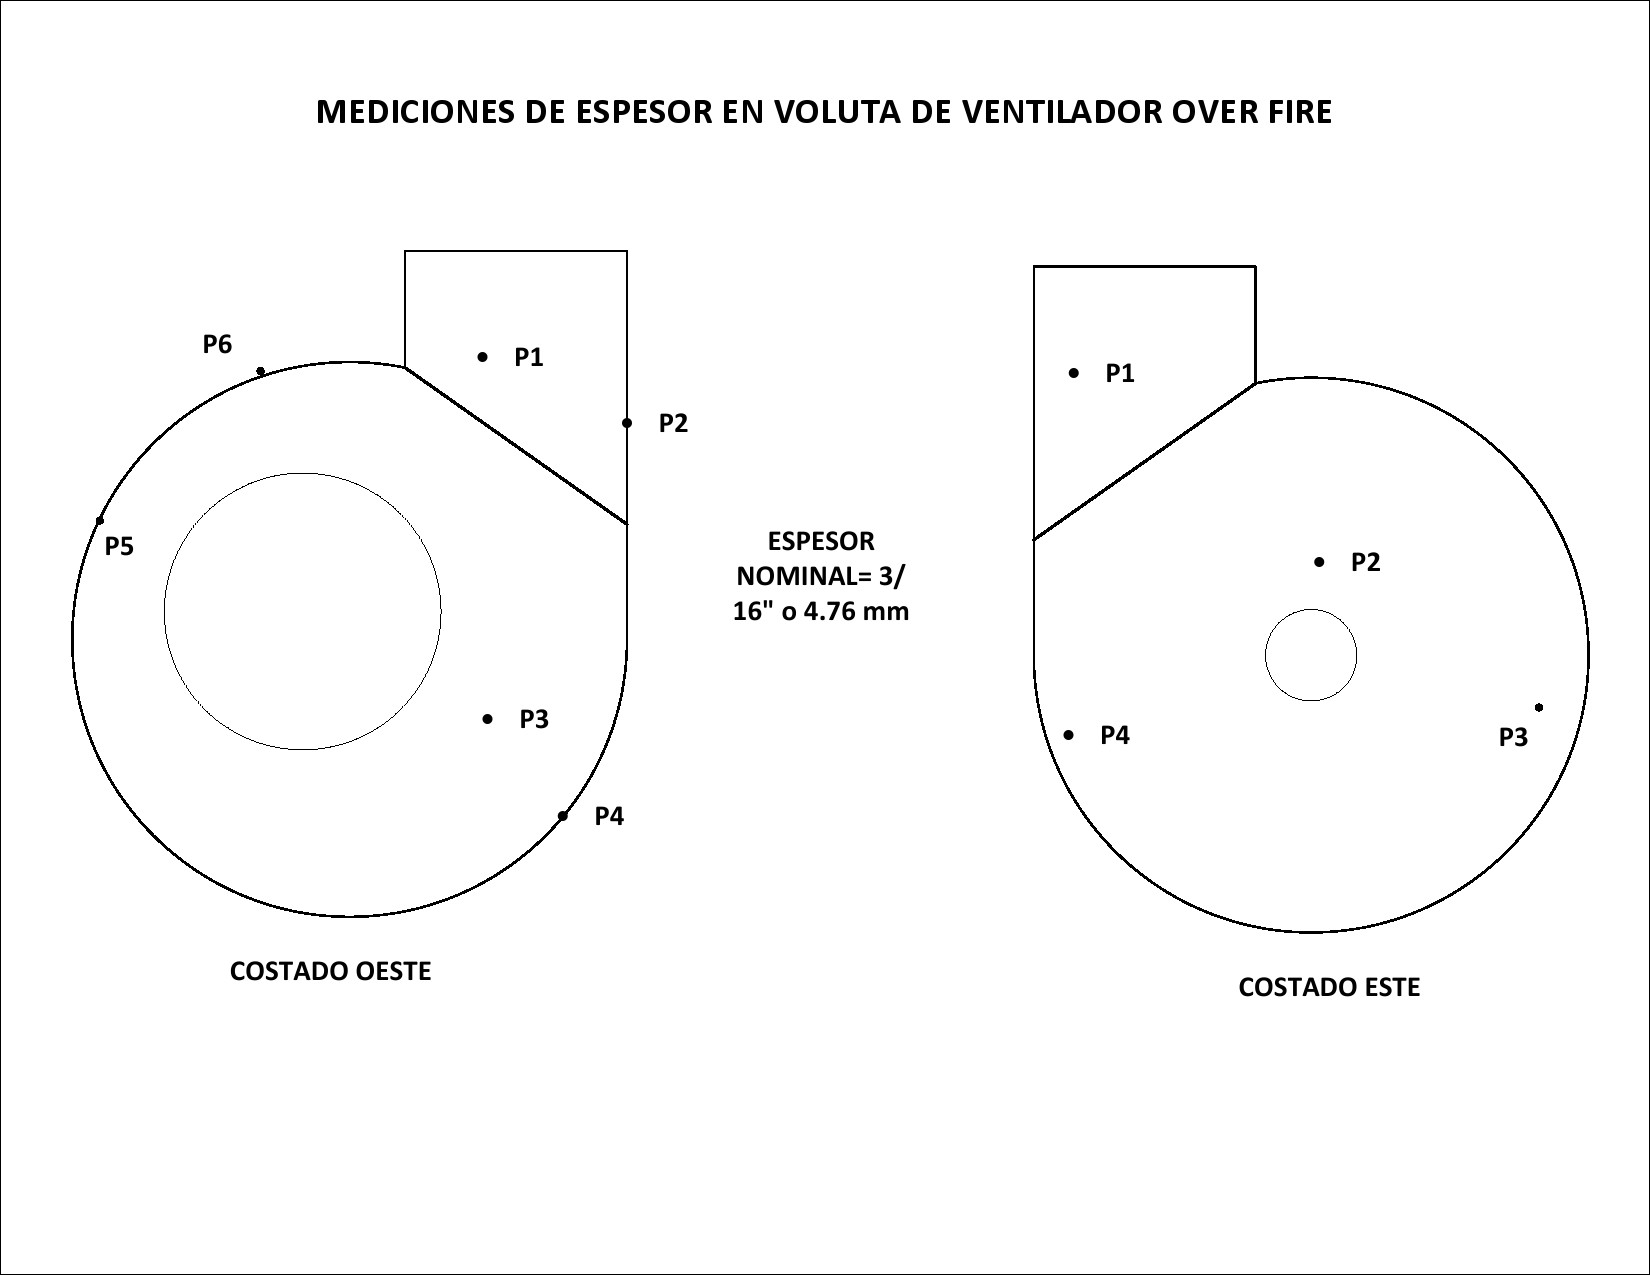 MEDICIONES DE ESPESOR EN VOLUTA DE VENTILADOR OVER FIRE
P6
P1
P2
P5
P3
P4
COSTADO OESTE
ESPESOR
NOMINAL= 3/
16" o 4.76 mm
P1
P2
P4
P3
COSTADO ESTE